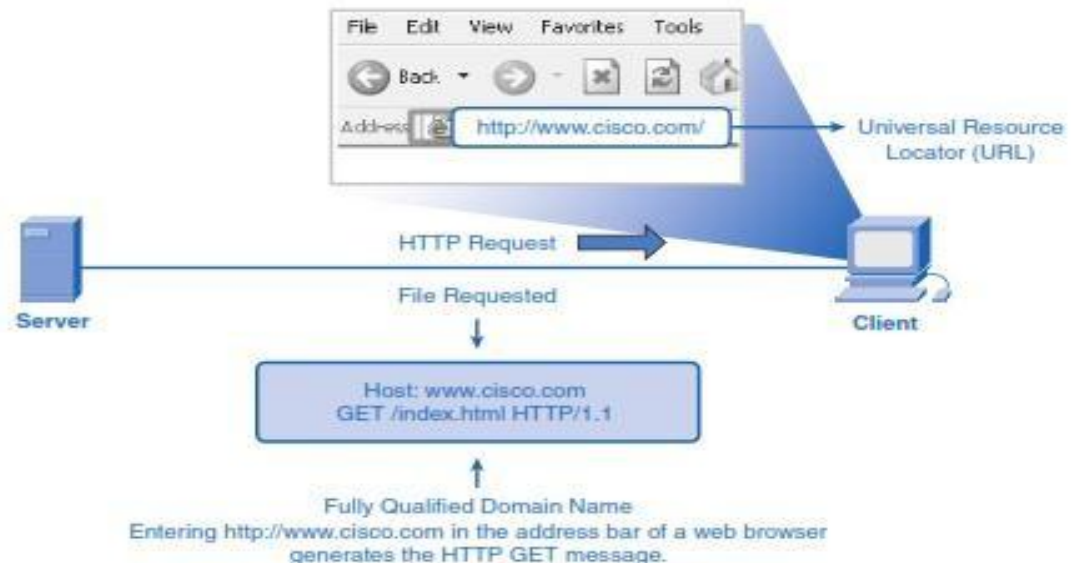 File Edit View Favorites Tools
Back
Address http://www.cisco.com/
Universal Resource
Locator (URL)
HTTP Request
File Requested
Server
Client
Host: www.cisco.com
GET /index.html HTTP/1.1
Fully Qualified Domain Name
Entering http://www.cisco.com in the address bar of a web browser
generates the HTTP GET message.